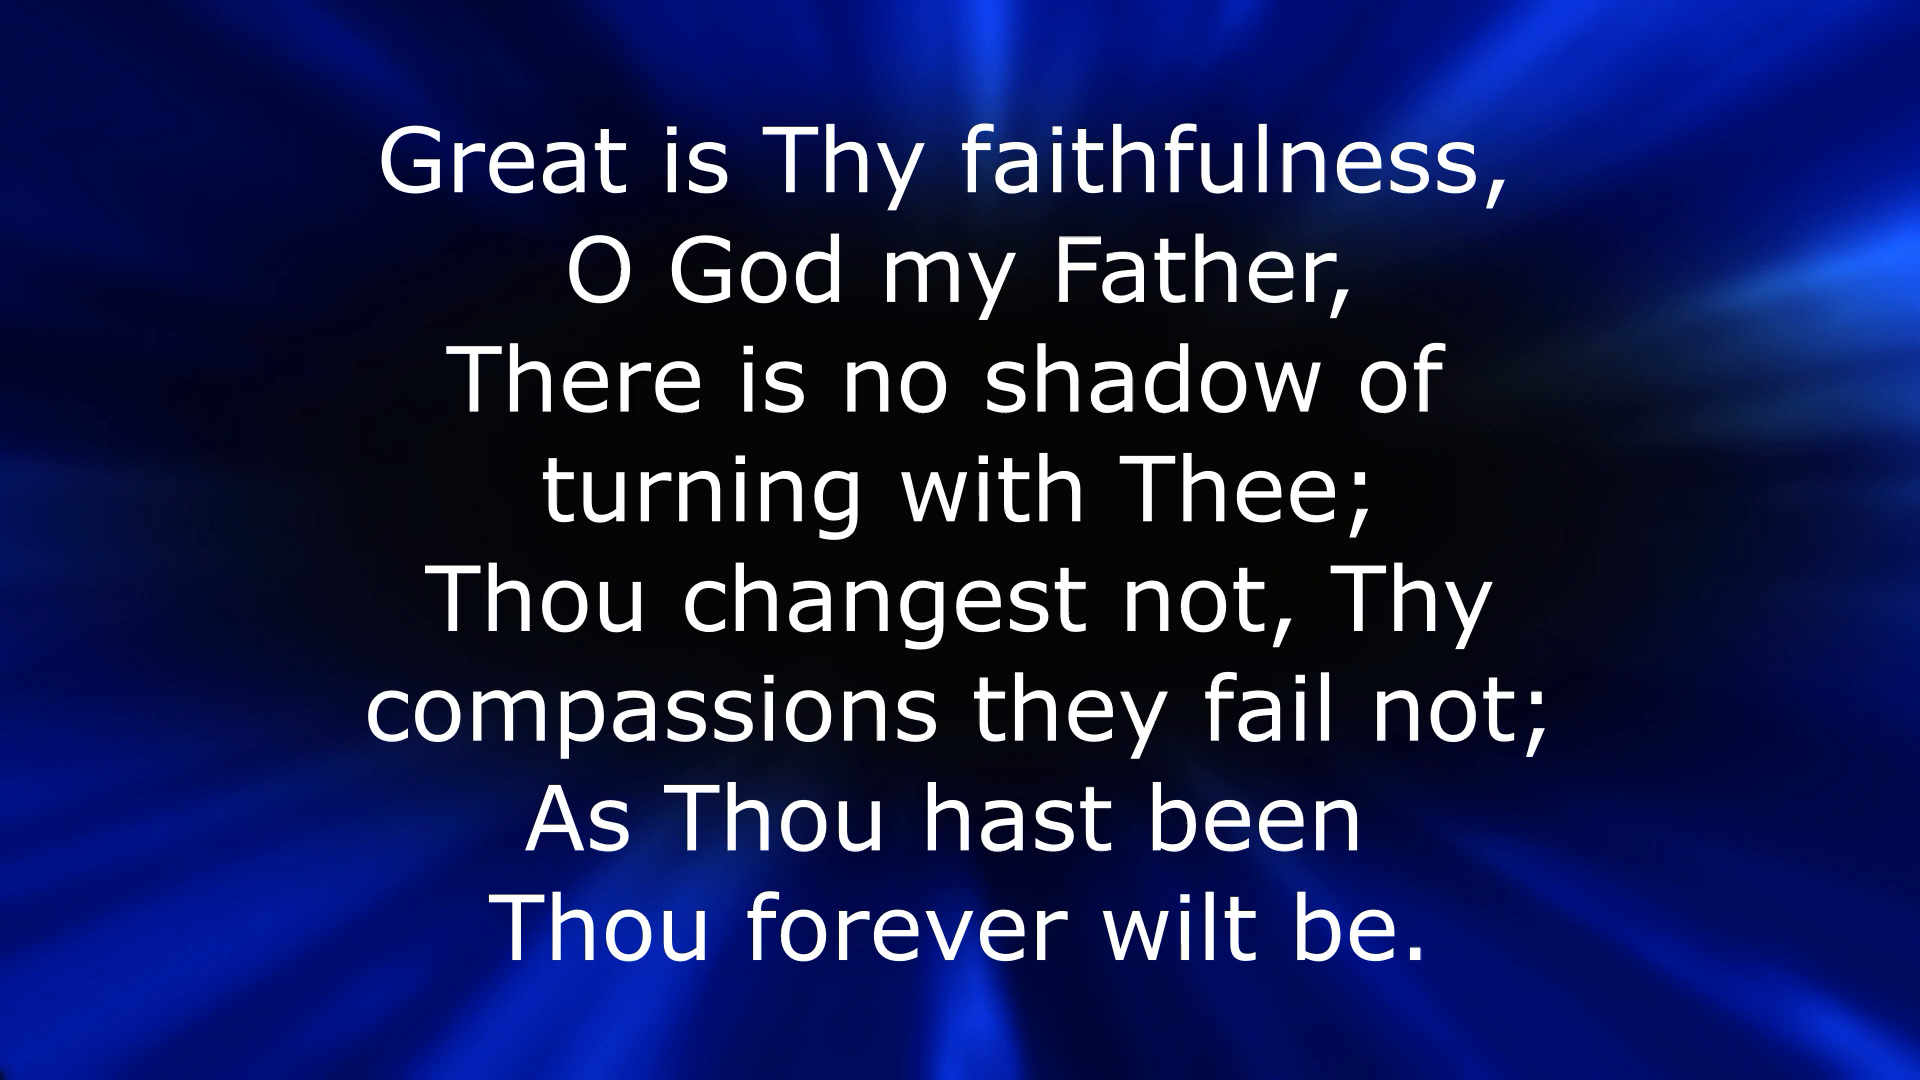 Great is Thy faithfulness,
O God my Father,
There is no shadow of
turning with Thee;
Thou changest not, Thy
compassions they fail not;
As Thou hast been
Thou forever wilt be.